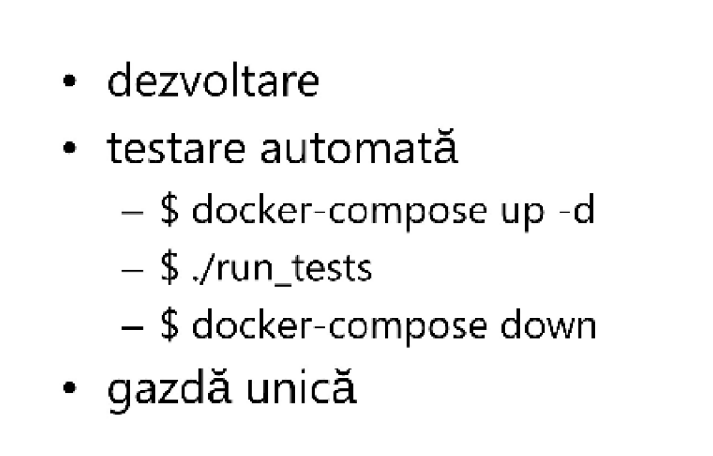 • dezvoltare
• testare automată
– $ docker-compose up -d
– $ ./run_tests
– $ docker-compose down
• gazdă unică